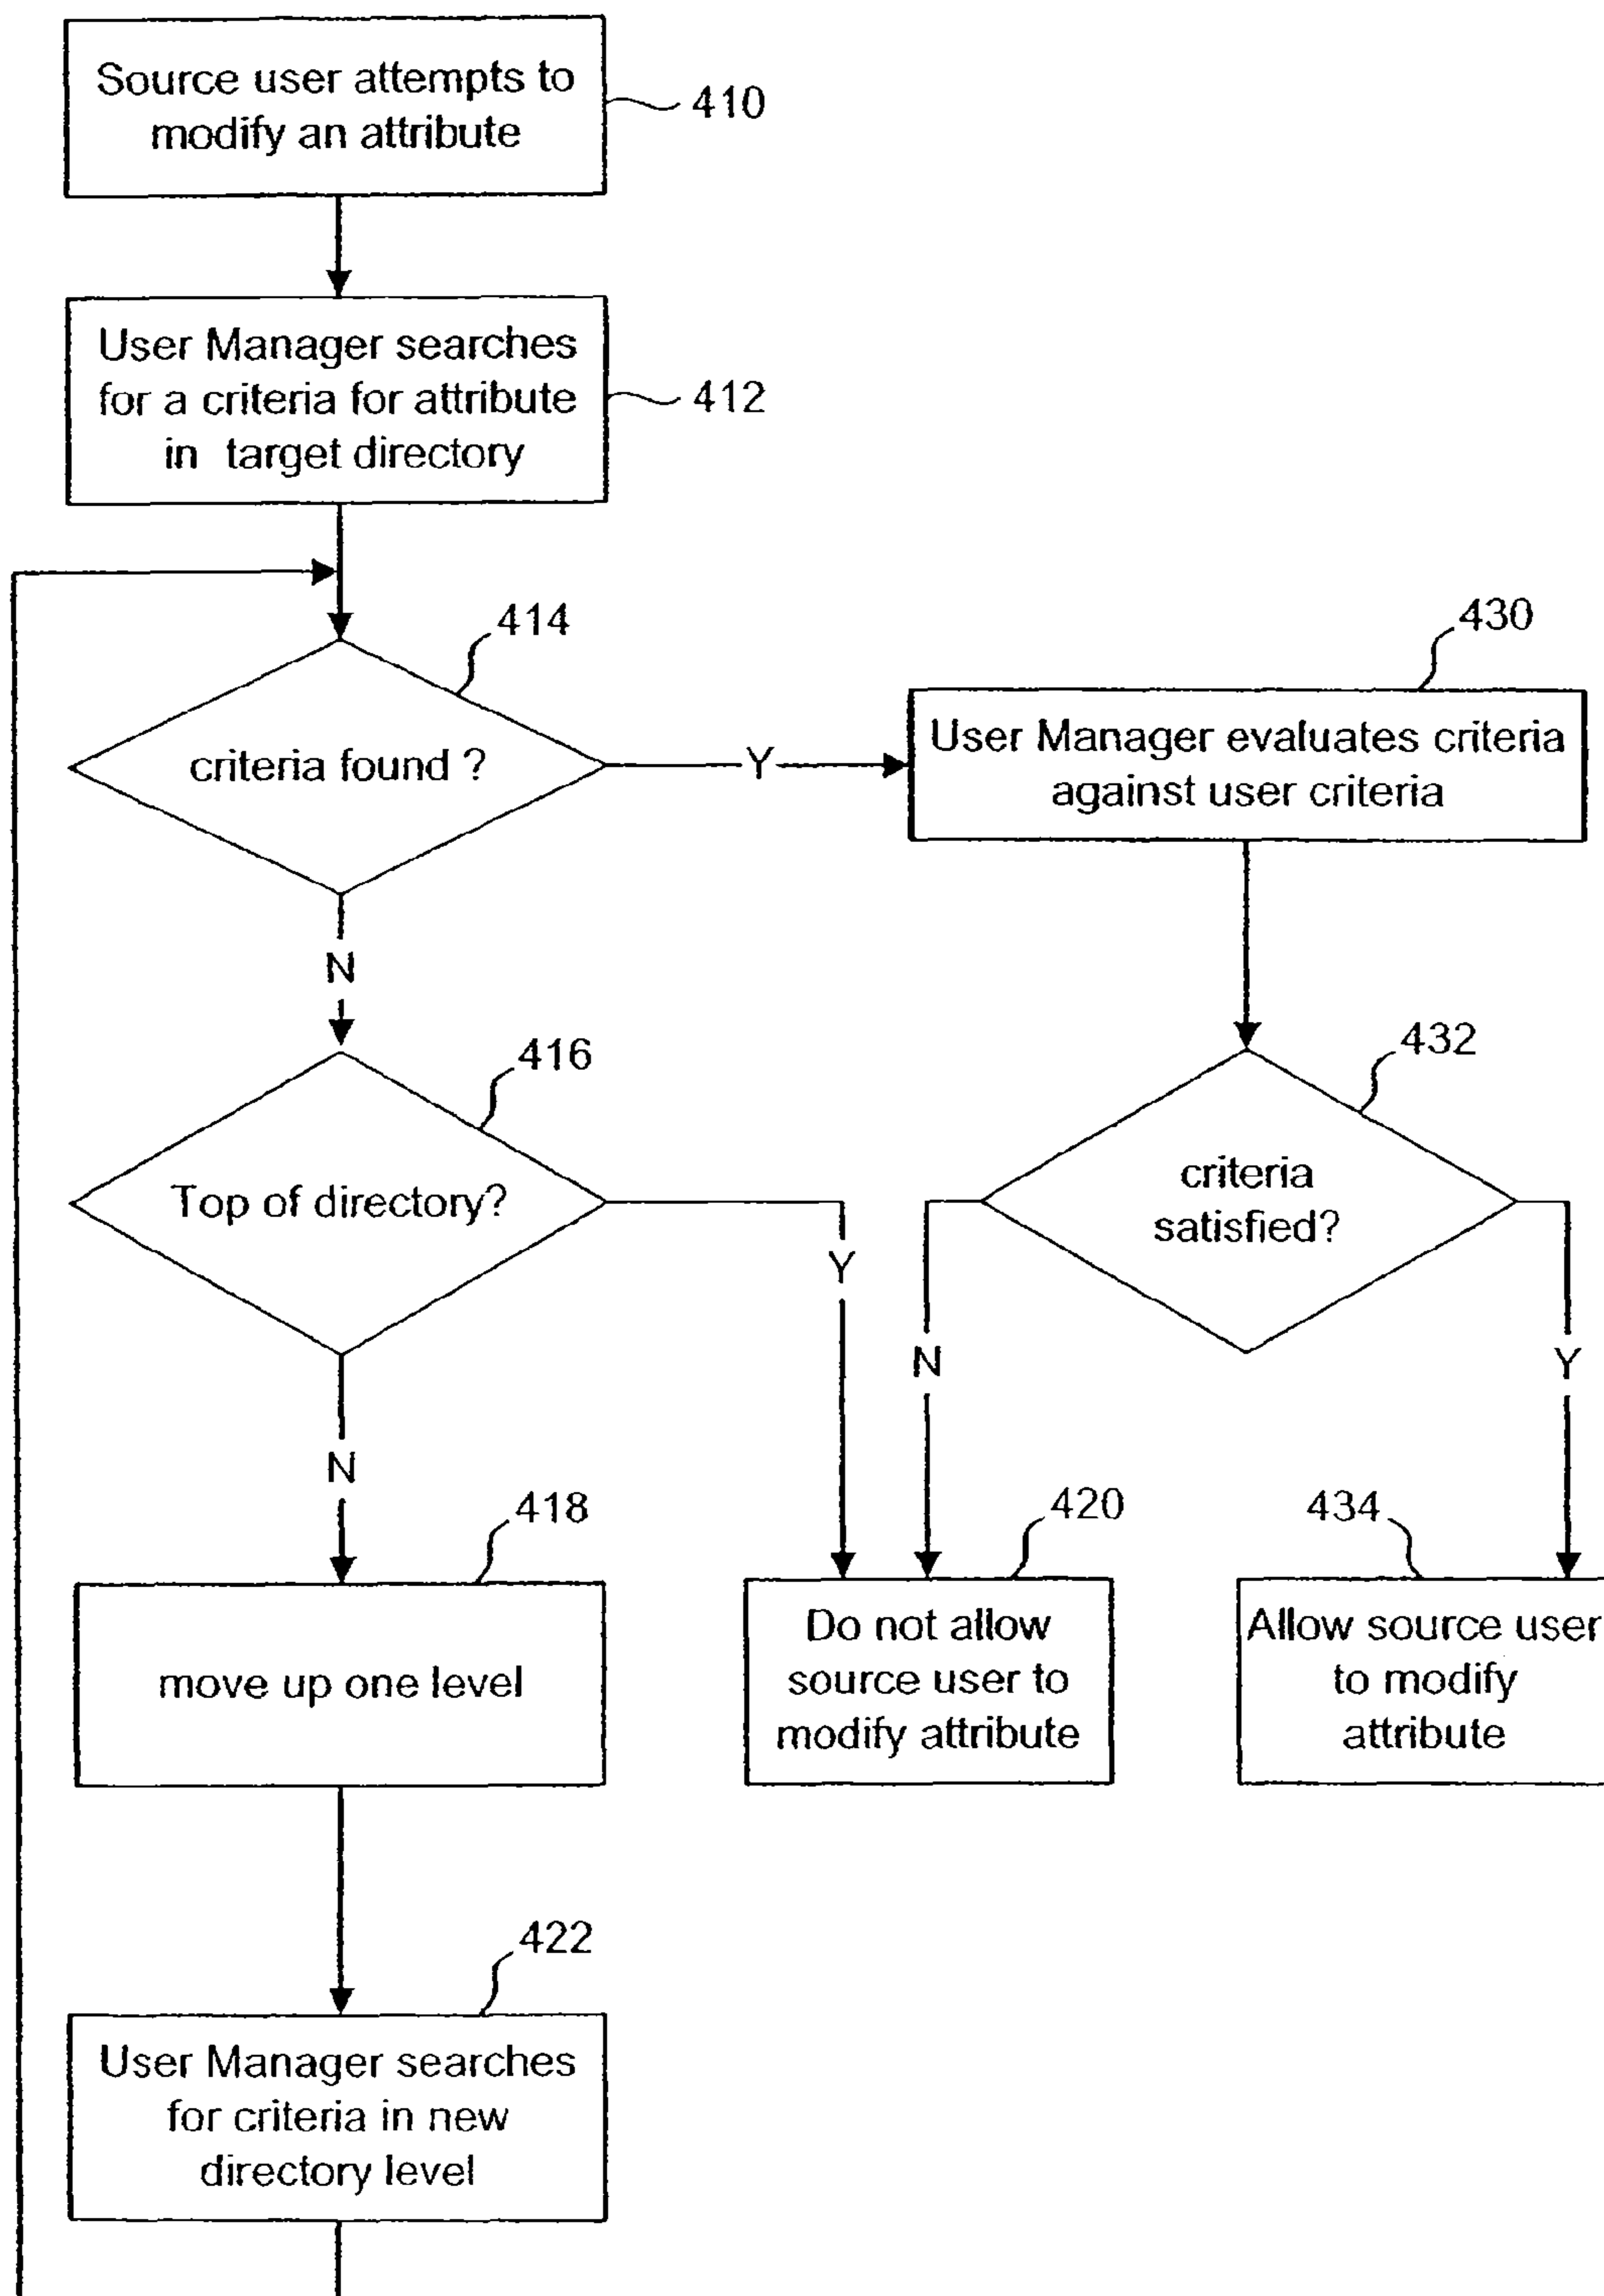 Source user attempts to
modify an attribute
410
User Manager searches
for a criteria for attribute
in target directory
412
414
criteria found ?
Y
430
User Manager evaluates criteria
against user criteria
N
416
Top of directory?
Y
432
criteria
satisfied?
N
Y
N
418
move up one level
420
Do not allow
source user to
modify attribute
434
Allow source user
to modify
attribute
422
User Manager searches
for criteria in new
directory level